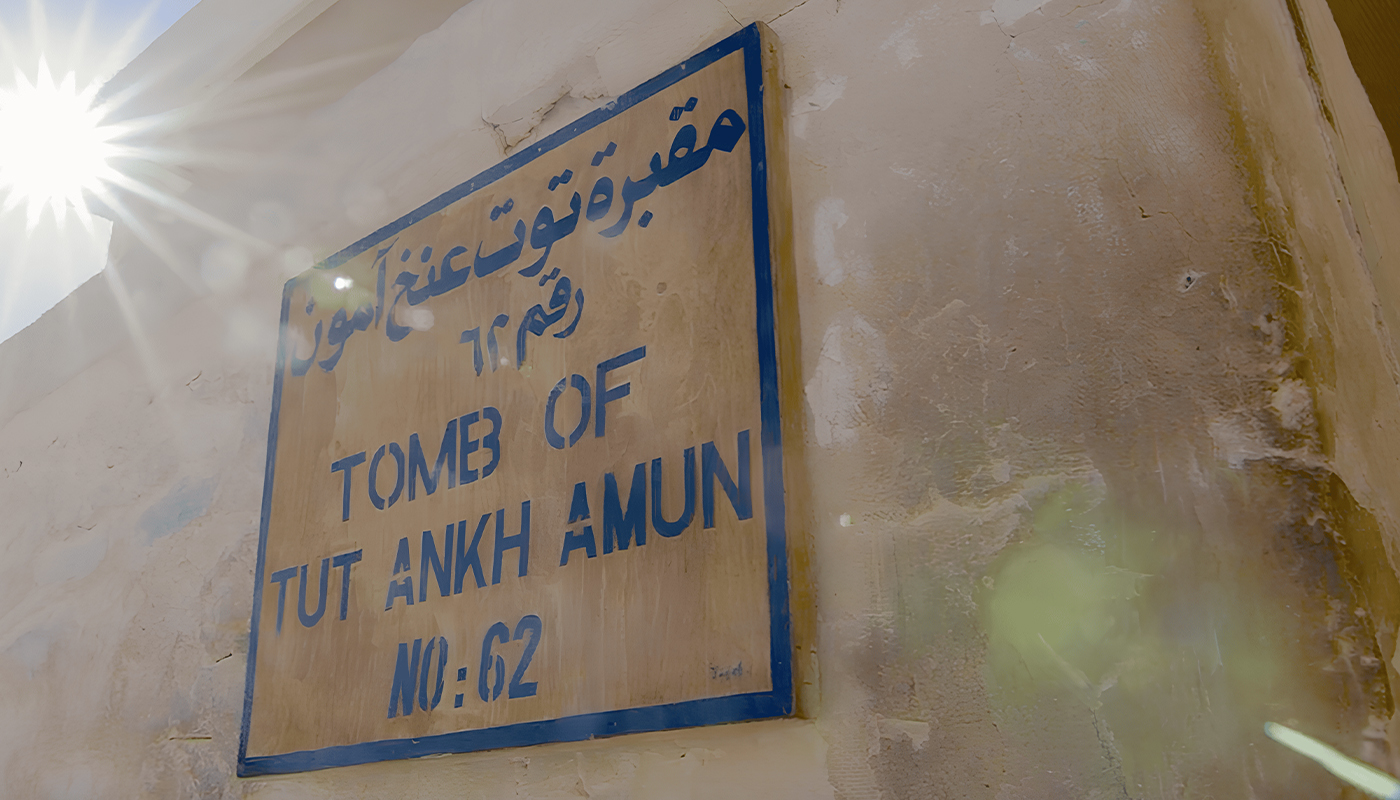 مقبرة توت عنخ آمون
رقم ٦٢
TOMB OF
TUT ANKH AMUN
NO: 62